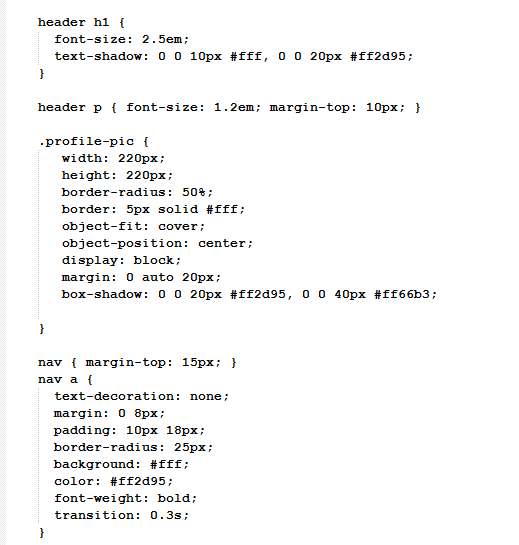 header h1 {
font-size: 2.5em;
text-shadow: 0 0 10px #fff, 0 0 20px #ff2d95;
}
header p { font-size: 1.2em; margin-top: 10px; }
.profile-pic {
width: 220px;
height: 220px;
border-radius: 50%;
border: 5px solid #fff;
object-fit: cover;
object-position: center;
display: block;
margin: 0 auto 20px;
box-shadow: 0 0 20px #ff2d95, 0 0 40px #ff66b3;
}
nav { margin-top: 15px; }
nav a {
text-decoration: none;
margin: 0 8px;
padding: 10px 18px;
border-radius: 25px;
background: #fff;
color: #ff2d95;
font-weight: bold;
transition: 0.3s;
}